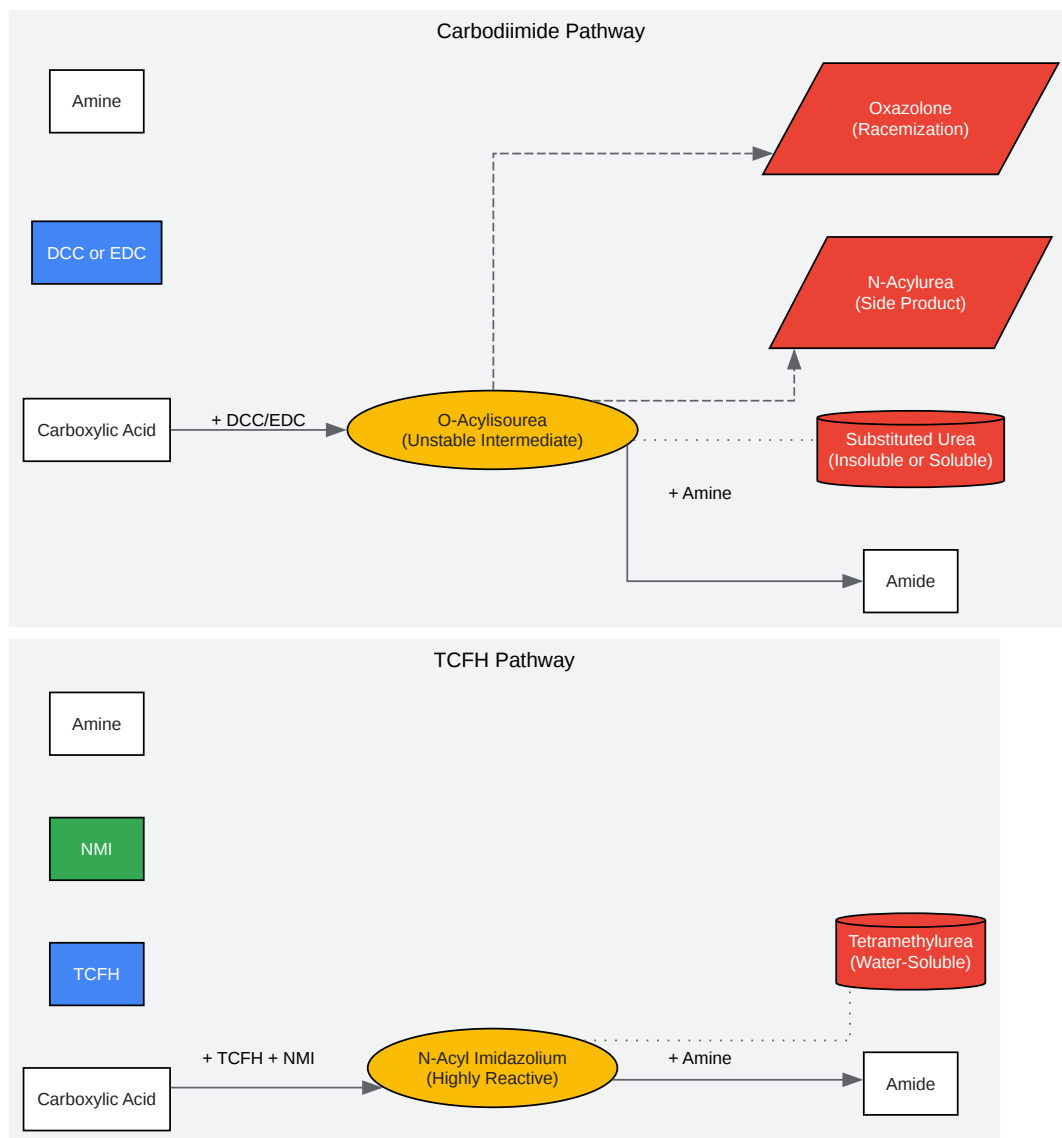 Carbodiimide Pathway
Amine
Oxazolone
(Racemization)
DCC or EDC
N-Acylurea
(Side Product)
Carboxylic Acid
+ DCC/EDC
O-Acylisourea
(Unstable Intermediate)
Substituted Urea
(Insoluble or Soluble)
+ Amine
Amide
TCFH Pathway
Amine
NMI
TCFH
Tetramethylurea
(Water-Soluble)
Carboxylic Acid
+ TCFH + NMI
N-Acyl Imidazolium
(Highly Reactive)
+ Amine
Amide